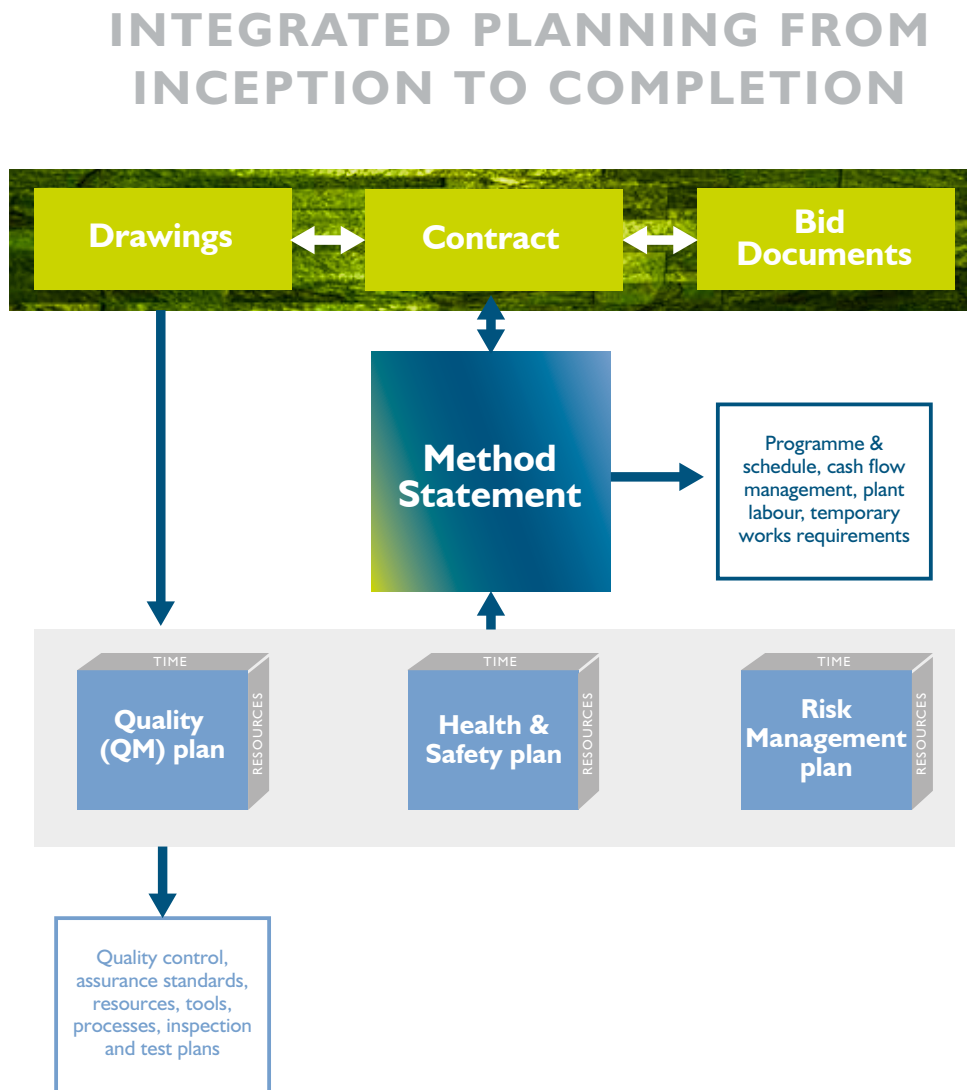 INTEGRATED PLANNING FROM
INCEPTION TO COMPLETION
Drawings
Contract
Bid
Documents
Method
Statement
Programme &
schedule, cash flow
management, plant
labour, temporary
works requirements
TIME
RESOURCES
Quality
(QM) plan
TIME
RESOURCES
Health &
Safety plan
TIME
RESOURCES
Risk
Management
plan
Quality control,
assurance standards,
resources, tools,
processes, inspection
and test plans